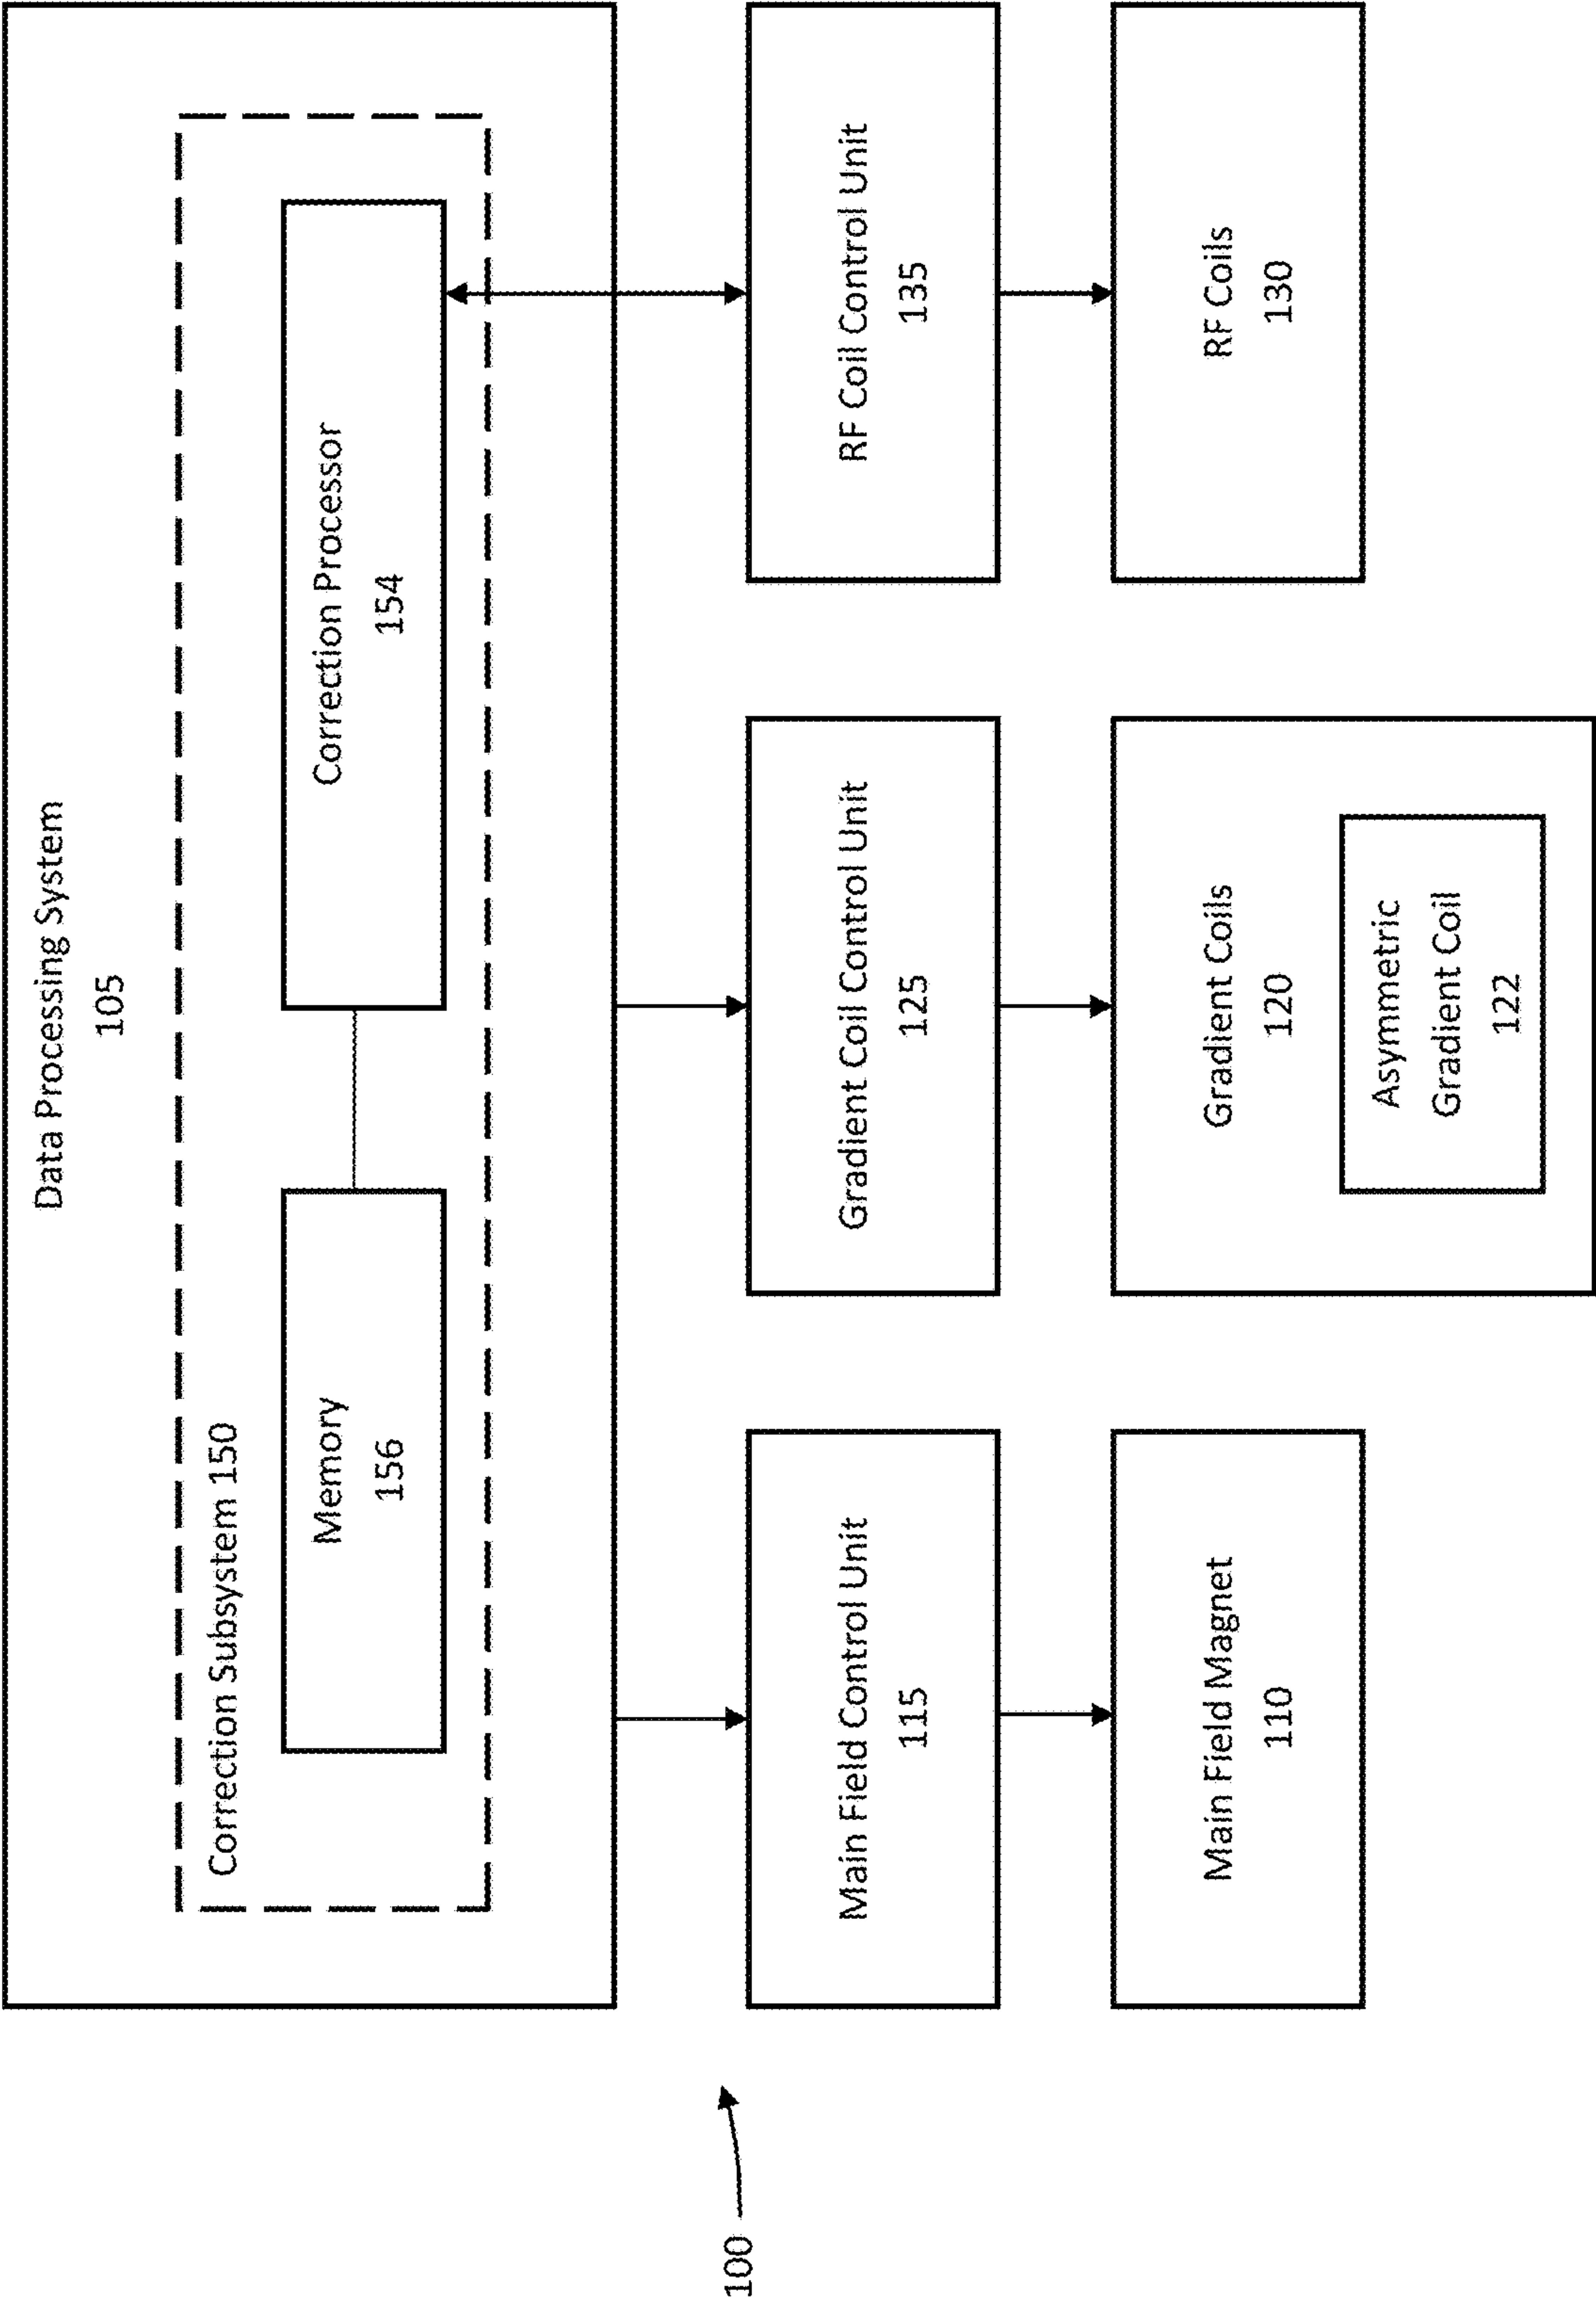 Data Processing System
105
Correction Subsystem 150
Memory
156
Correction Processor
154
Main Field Control Unit
115
Gradient Coil Control Unit
125
RF Coil Control Unit
135
Main Field Magnet
110
Gradient Coils
120
Asymmetric
Gradient Coil
122
RF Coils
130
100